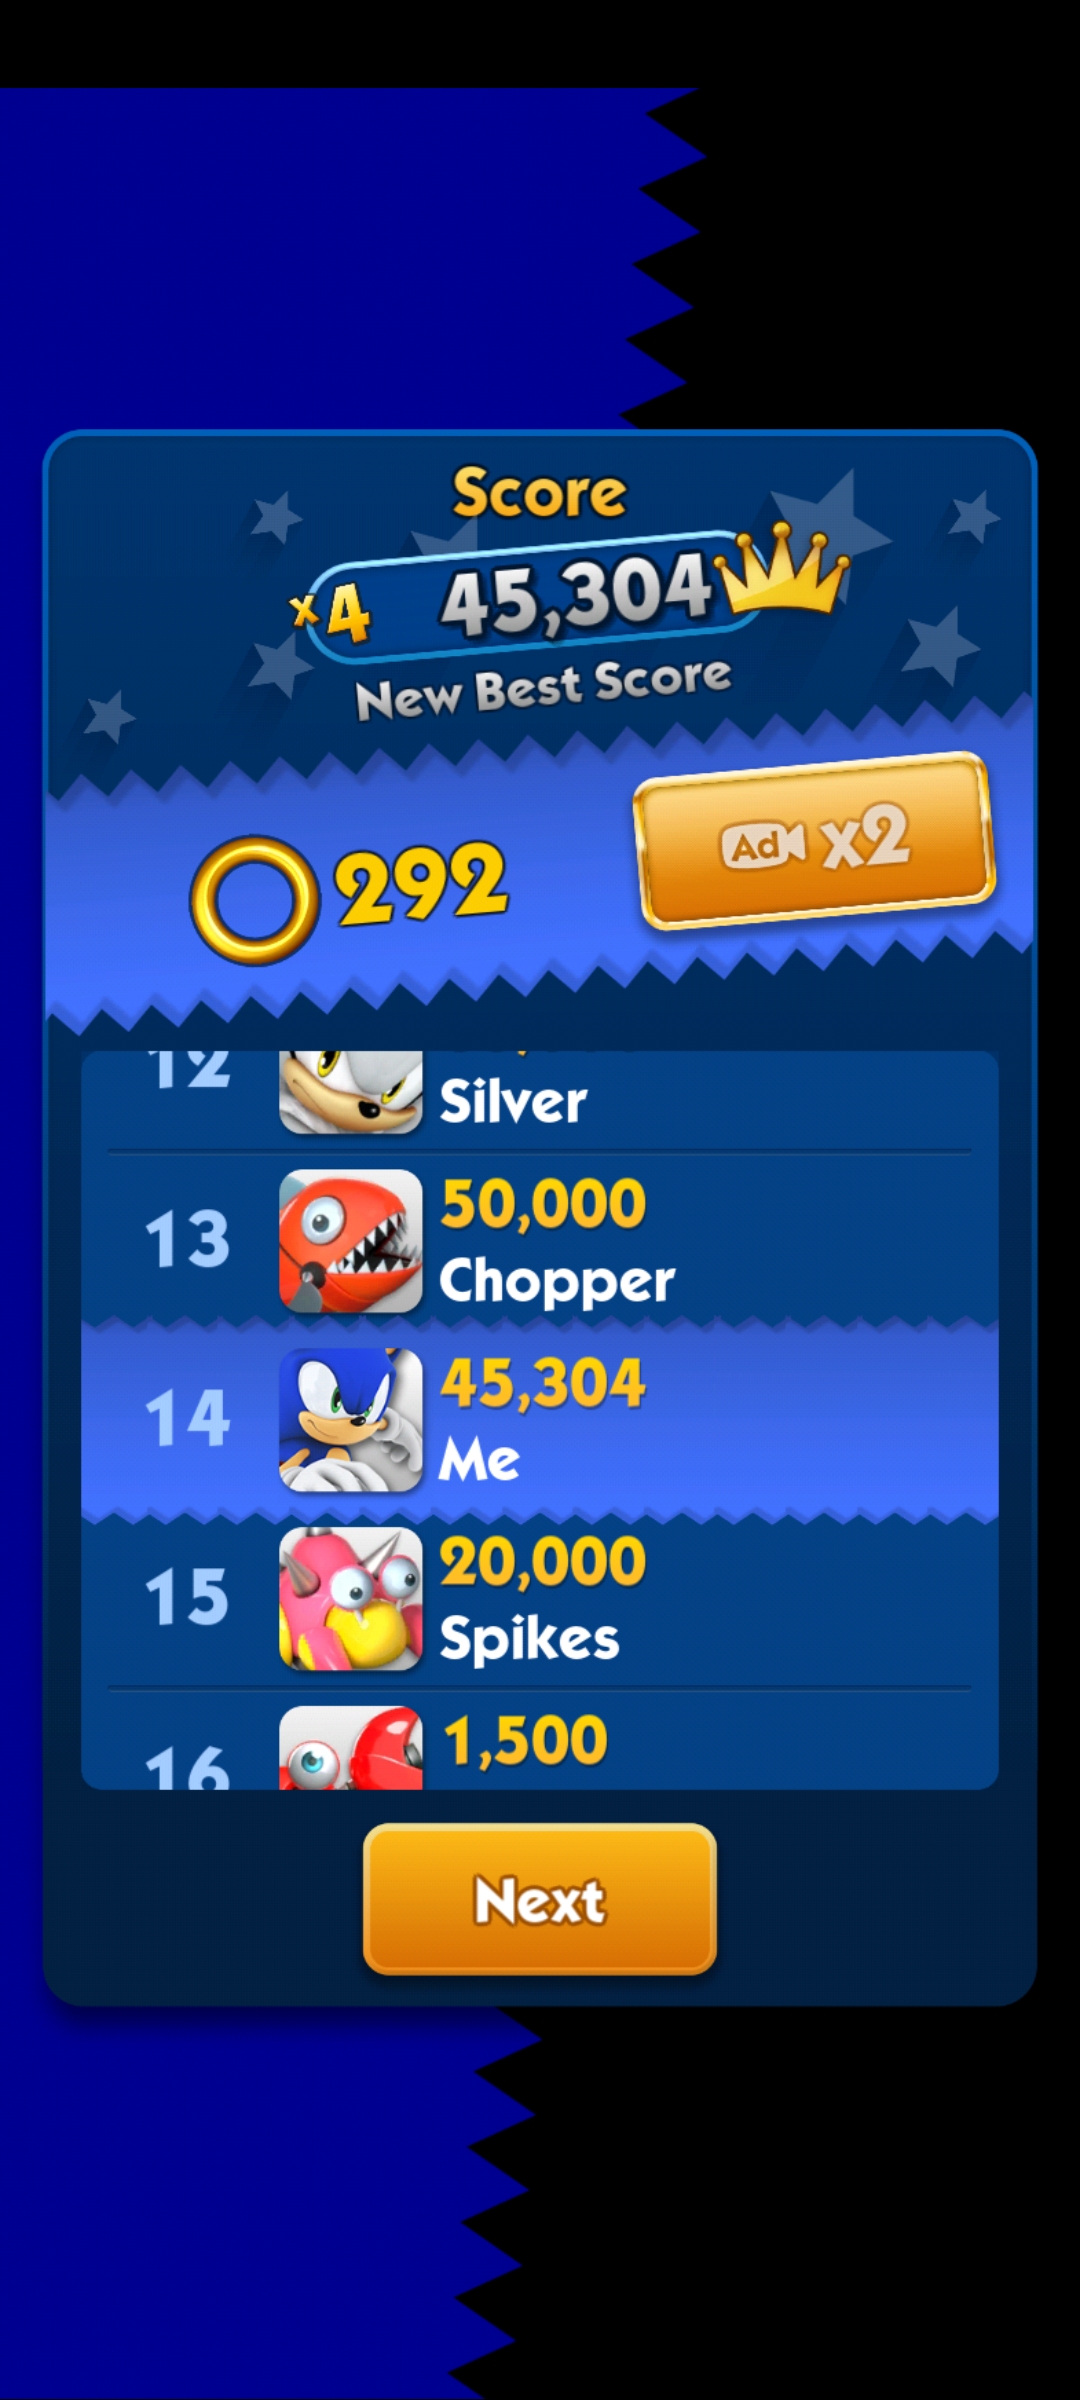 Score
x4 45,304
New Best Score
292
Ad x2
12
Silver
13
50,000
Chopper
14
45,304
Me
15
20,000
Spikes
16
1,500
Next